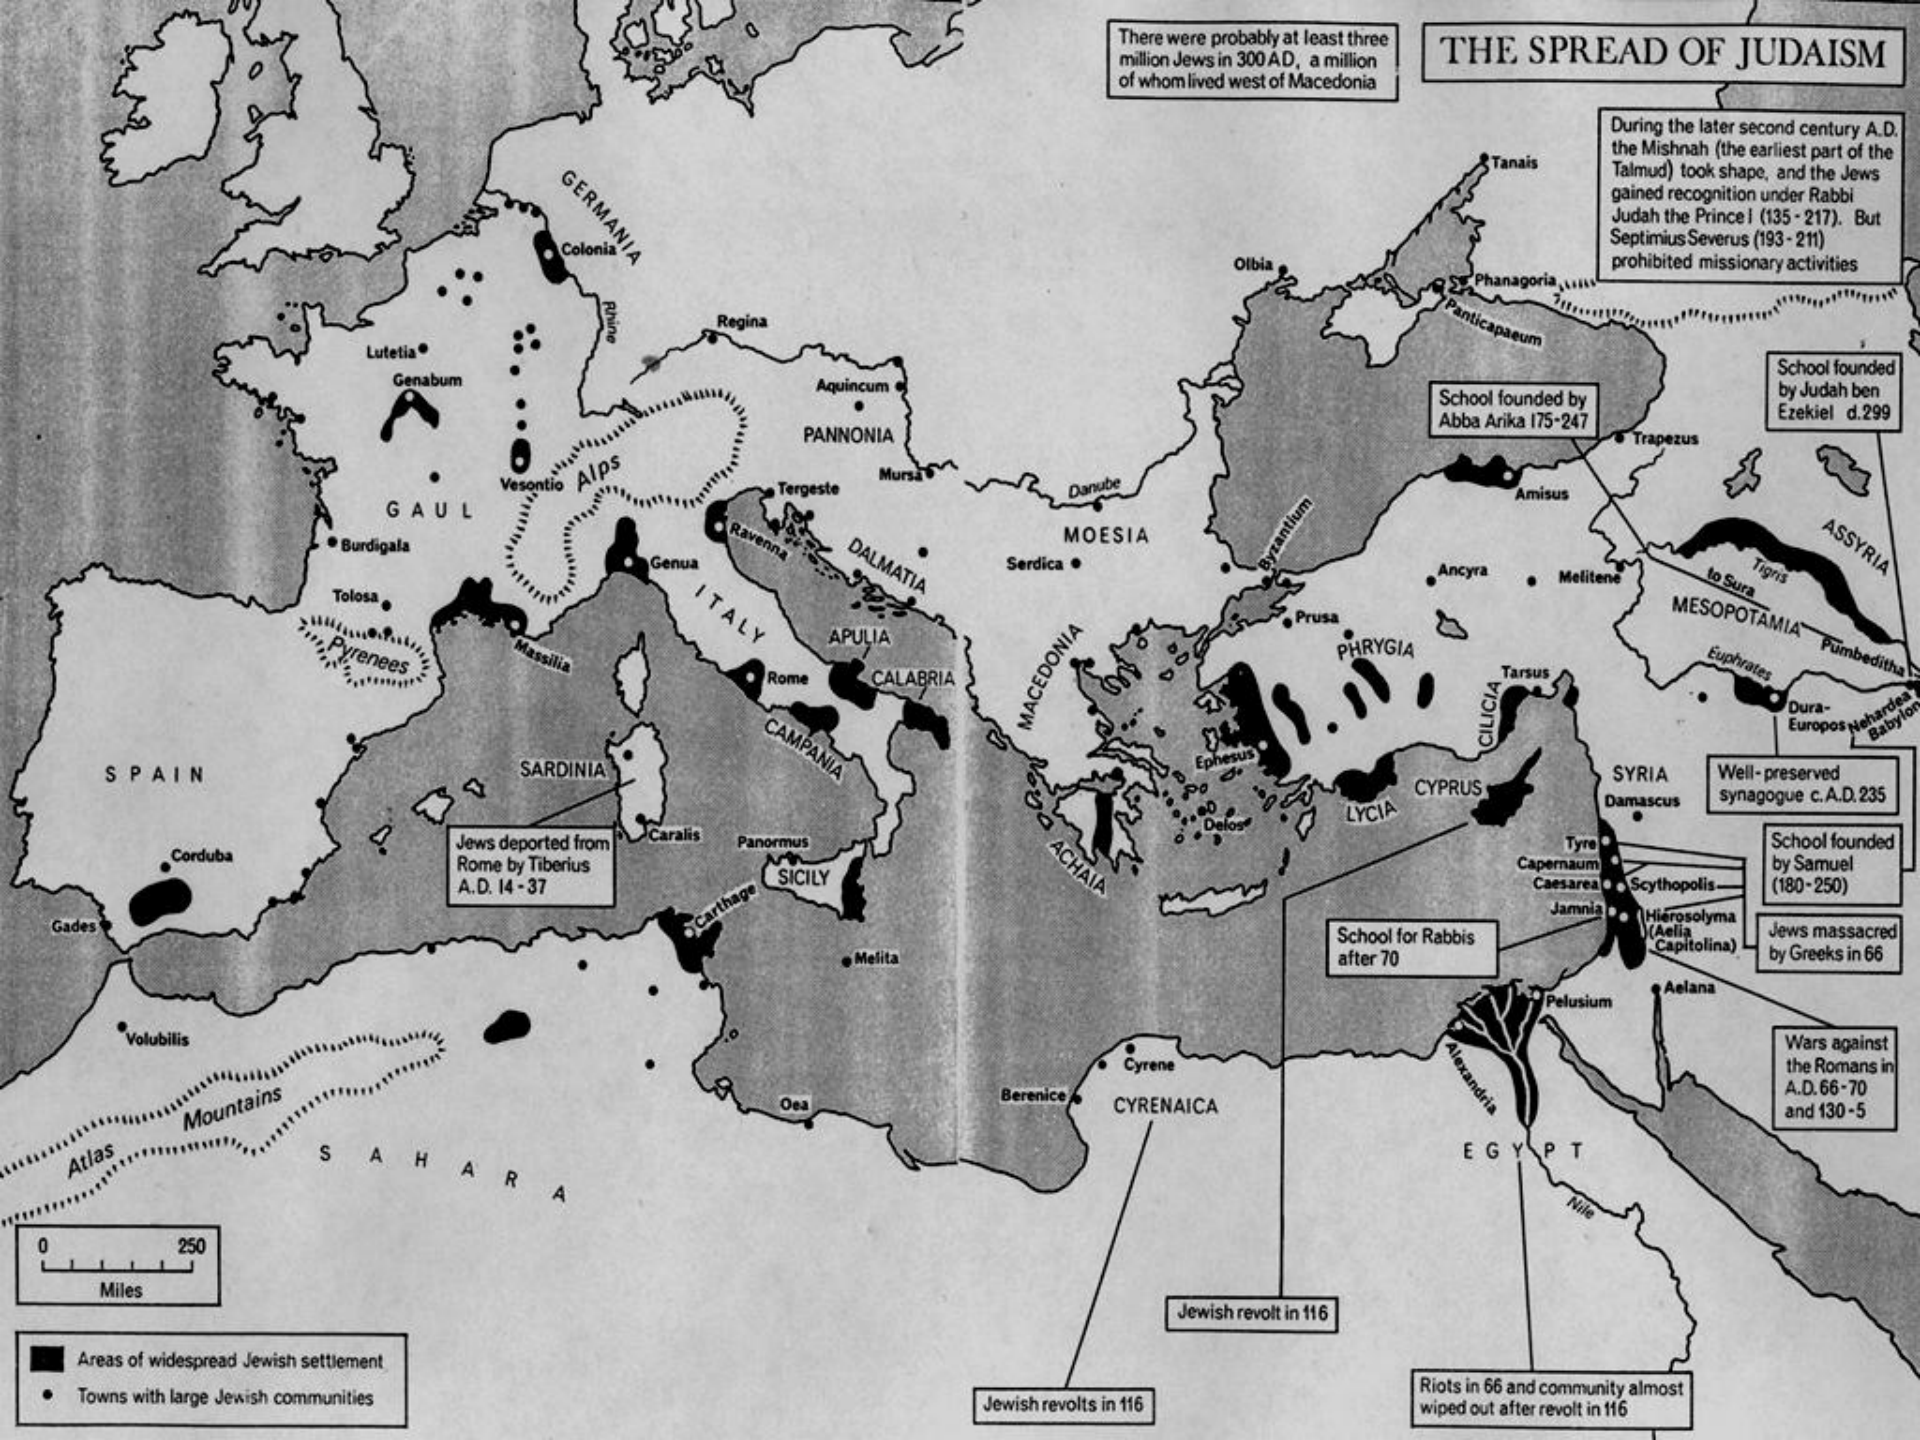 There were probably at least three
million Jews in 300 AD, a million
of whom lived west of Macedonia
THE SPREAD OF JUDAISM
During the later second century A.D.
the Mishnah (the earliest part of the
Talmud) took shape, and the Jews
gained recognition under Rabbi
Judah the Prince I (135-217). But
Septimius Severus (193-211)
prohibited missionary activities
Tanais
GERMANIA
Colonia
Olbia
Phanagoria
Panticapaeum
Rhine
Regina
Lutetia
Genabum
Aquincum
PANNONIA
School founded by
Abba Arika 175-247
School founded
by Judah ben
Ezekiel d.299
Trapezus
Vesontio
Alps
Mursa
Danube
Amisus
GAUL
Tergeste
MOESIA
ASSYRIA
Burdigala
Ravenna
DALMATIA
Serdica
Byzantium
Genua
Ancyra
Melitene
Tigris
to Sura
Tolosa
ITALY
Prusa
MESOPOTAMIA
Pyrenees
Massilia
APULIA
PHRYGIA
Pumbeditha
Rome
CALABRIA
MACEDONIA
Tarsus
CILICIA
Euphrates
Dura-
Europos
Nehardea
Babylon
CAMPANIA
SPAIN
SARDINIA
Ephesus
CYPRUS
SYRIA
Well-preserved
synagogue c.A.D.235
LYCIA
Damascus
Delos
Caralis
Jews deported from
Rome by Tiberius
A.D. 14-37
Panormus
SICILY
ACHAIA
Tyre
Capernaum
Caesarea
Scythopolis
Jamnia
Hierosolyma
(Aelia
Capitolina)
School founded
by Samuel
(180-250)
Corduba
Gades
Carthage
Melita
School for Rabbis
after 70
Jews massacred
by Greeks in 66
Pelusium
Aelana
Volubilis
Alexandria
Wars against
the Romans in
A.D. 66-70
and 130-5
Cyrene
Berenice
CYRENAICA
Oea
Atlas Mountains
SAHARA
EGYPT
Nile
0 250
Miles
Jewish revolt in 116
Areas of widespread Jewish settlement
Towns with large Jewish communities
Jewish revolts in 116
Riots in 66 and community almost
wiped out after revolt in 116